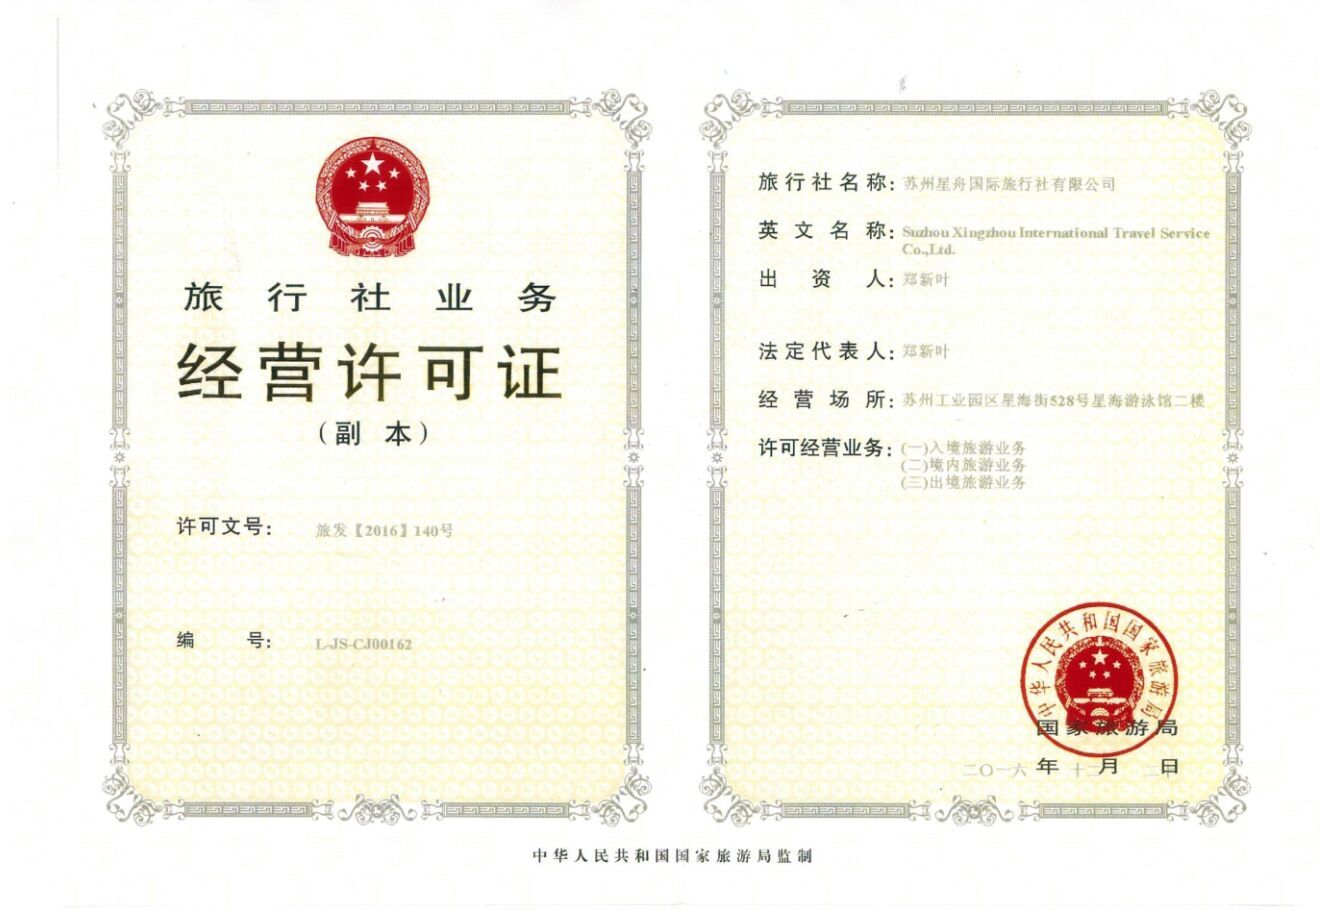 旅行社业务
经营许可证
（副 本）
许可文号： 旅发【2016】140号
编 号： L-JS-CJ00162
旅行社名称：苏州星舟国际旅行社有限公司
英文名称：Suzhou Xingzhou International Travel Service
Co.,Ltd.
出资人：郑新叶
法定代表人：郑新叶
经营场所：苏州工业园区星海街528号星海游泳馆二楼
许可经营业务：(一)入境旅游业务
(二)境内旅游业务
(三)出境旅游业务
中华人民共和国国家旅游局
国家旅游局
二〇一六 年 十二月 日
中华人民共和国国家旅游局监制